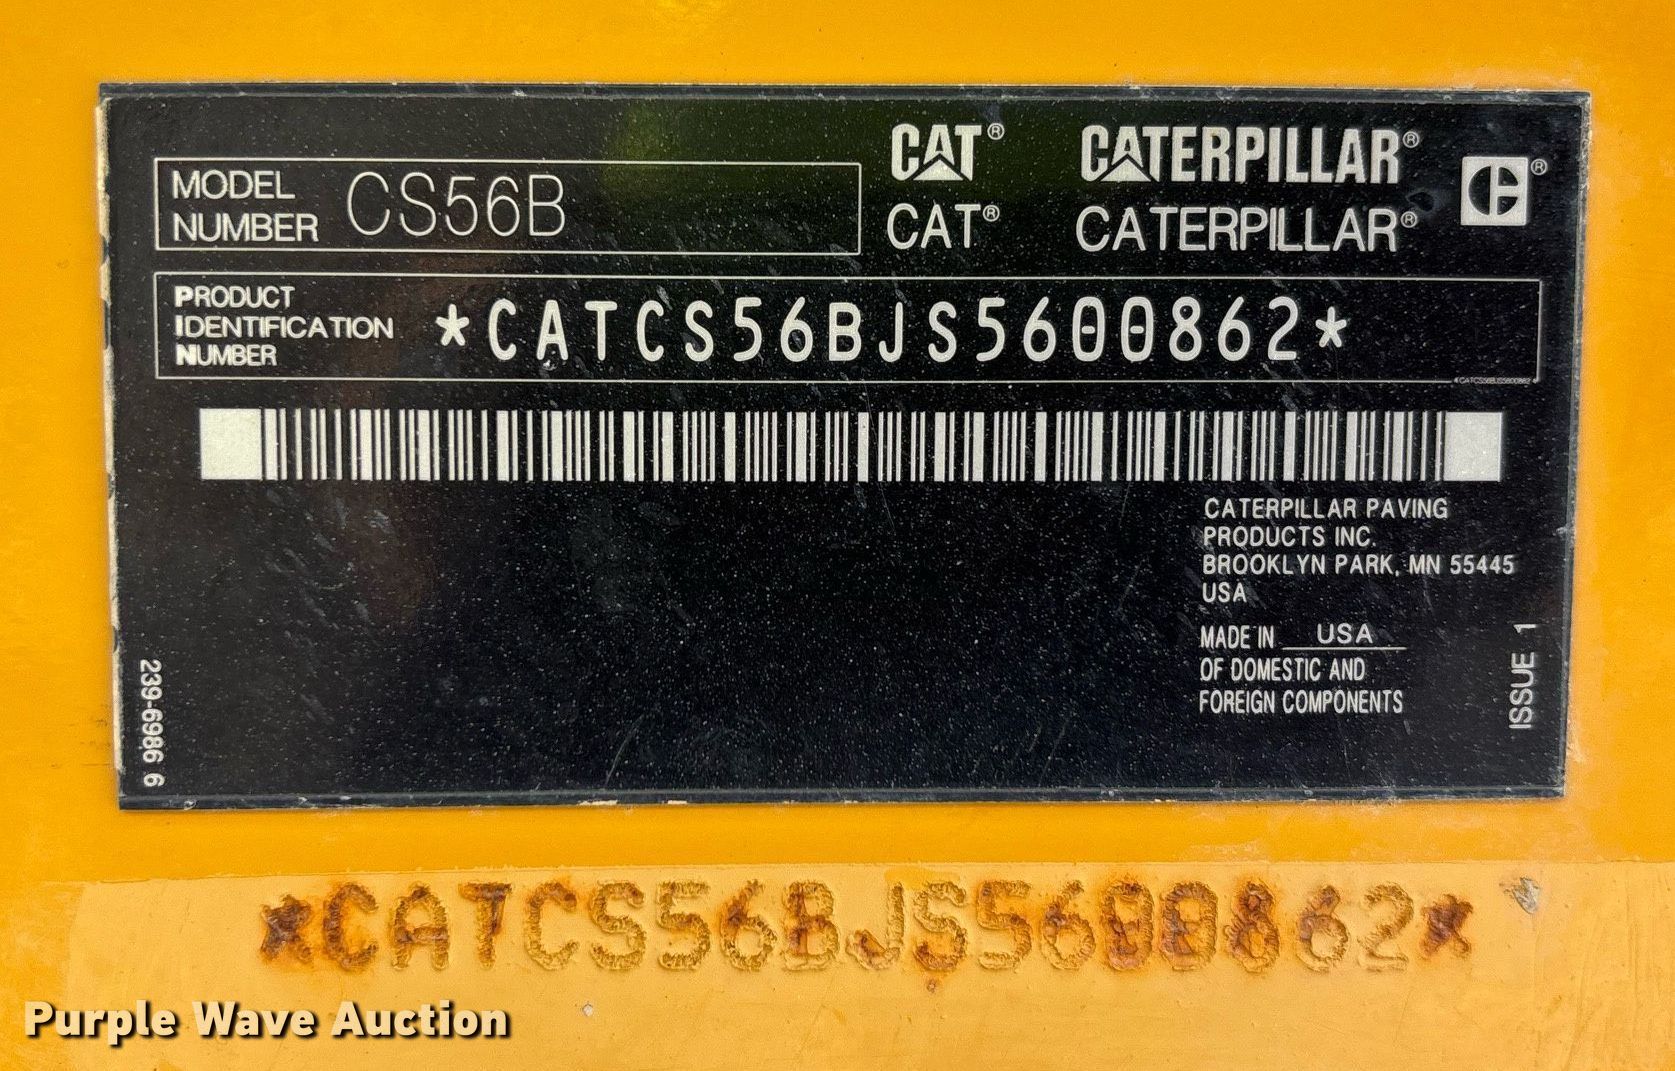 CAT® CATERPILLAR®
MODEL NUMBER CS56B
CAT® CATERPILLAR®
PRODUCT IDENTIFICATION NUMBER *CATCS56BJS5600862*
*CATCS56BJS5600862*
CATERPILLAR PAVING
PRODUCTS INC.
BROOKLYN PARK, MN 55445
USA
MADE IN USA
OF DOMESTIC AND
FOREIGN COMPONENTS
ISSUE 1
239-6986 6
*CATCS56BJS5600862*
Purple Wave Auction